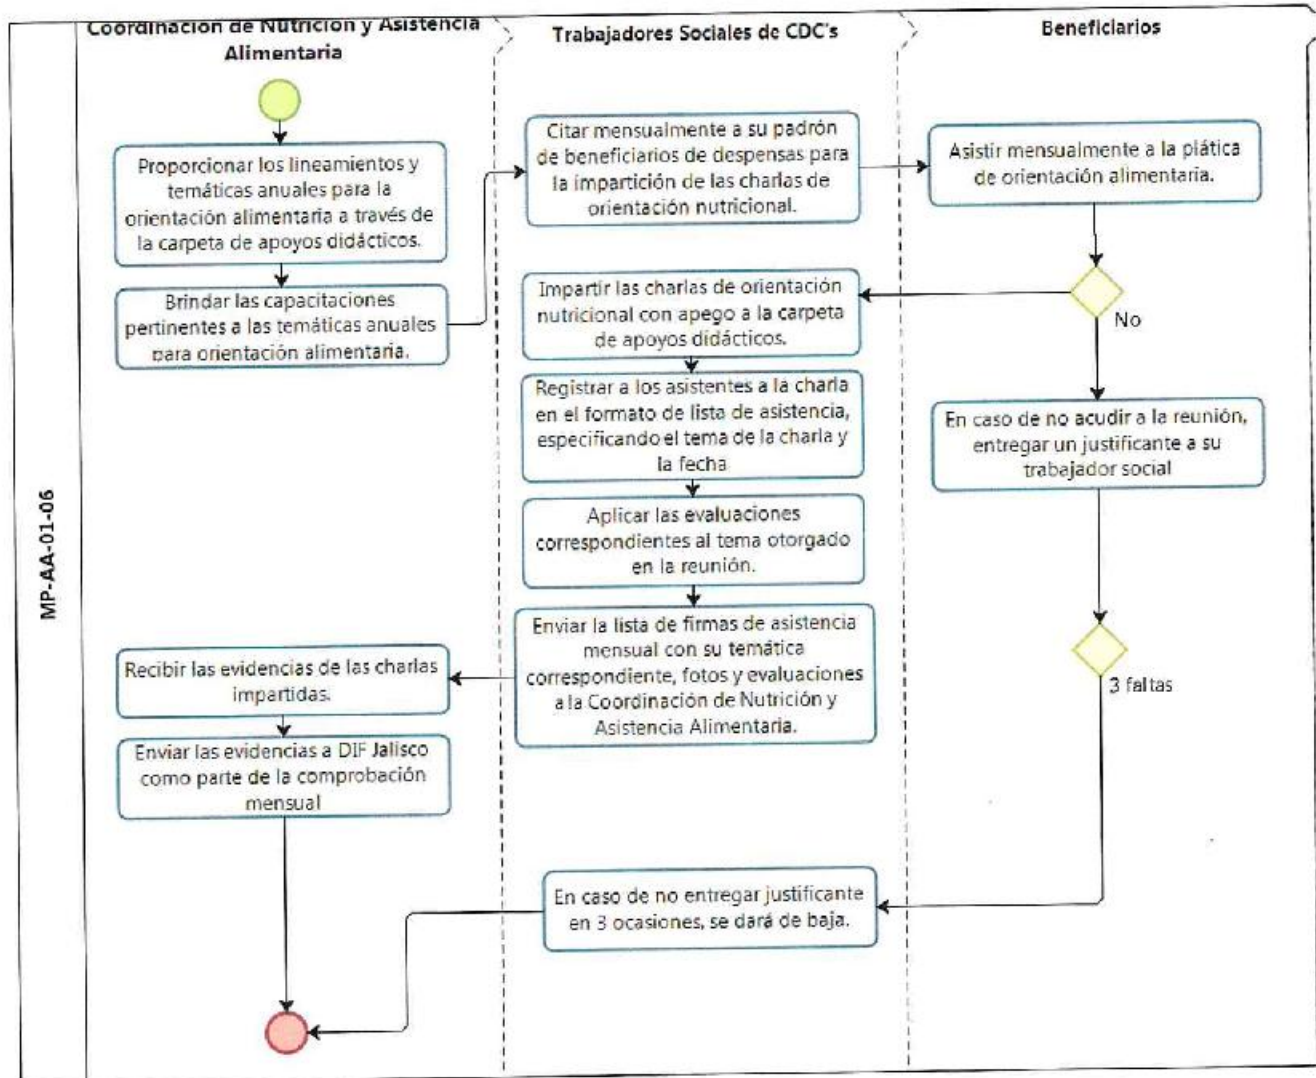 Coordinación de Nutrición y Asistencia
Alimentaria
Trabajadores Sociales de CDC's
Beneficiarios
MP-AA-01-06
Proporcionar los lineamientos y
temáticas anuales para la
orientación alimentaria a través de
la carpeta de apoyos didácticos.
Brindar las capacitaciones
pertinentes a las temáticas anuales
para orientación alimentaria.
Citar mensualmente a su padrón
de beneficiarios de despensas para
la impartición de las charlas de
orientación nutricional.
Asistir mensualmente a la plática
de orientación alimentaria.
No
Impartir las charlas de orientación
nutricional con apego a la carpeta
de apoyos didácticos.
Registrar a los asistentes a la charla
en el formato de lista de asistencia,
especificando el tema de la charla y
la fecha
Aplicar las evaluaciones
correspondientes al tema otorgado
en la reunión.
Enviar la lista de firmas de asistencia
mensual con su temática
correspondiente, fotos y evaluaciones
a la Coordinación de Nutrición y
Asistencia Alimentaria.
Recibir las evidencias de las charlas
impartidas.
Enviar las evidencias a DIF Jalisco
como parte de la comprobación
mensual
En caso de no acudir a la reunión,
entregar un justificante a su
trabajador social
3 faltas
En caso de no entregar justificante
en 3 ocasiones, se dará de baja.